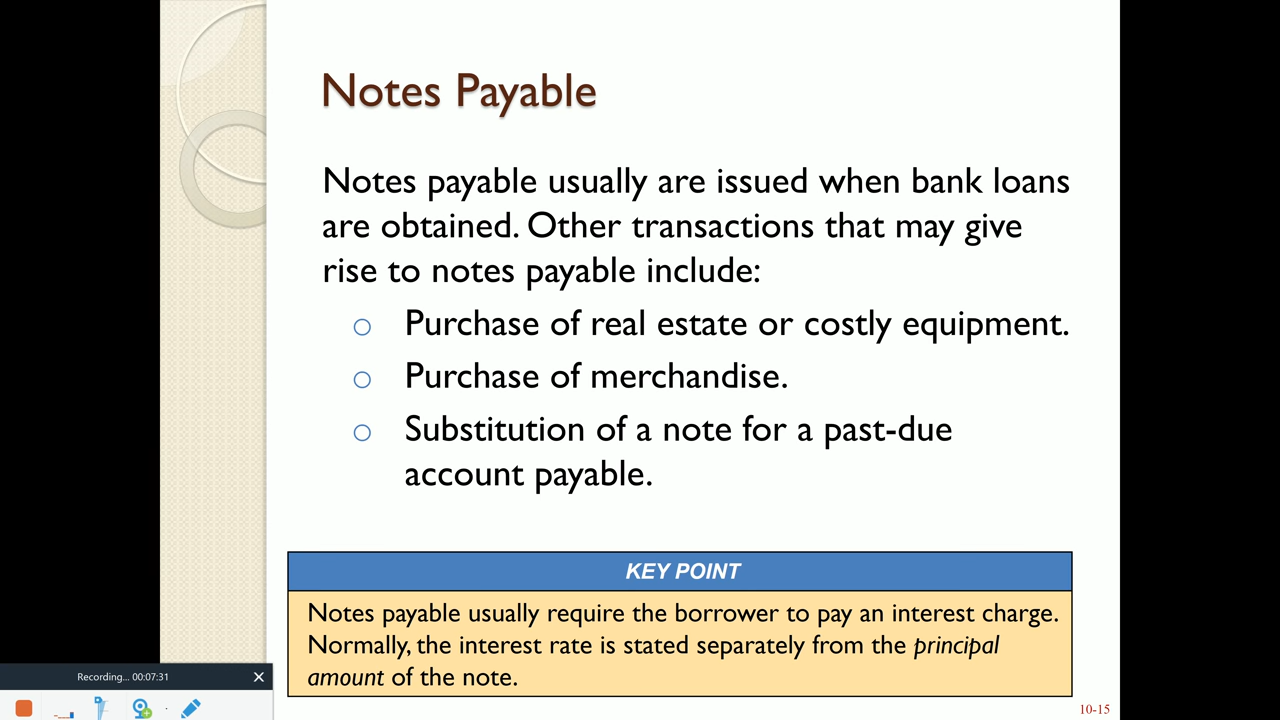 Notes Payable
Notes payable usually are issued when bank loans
are obtained. Other transactions that may give
rise to notes payable include:
Purchase of real estate or costly equipment.
Purchase of merchandise.
Substitution of a note for a past-due
account payable.
KEY POINT
Notes payable usually require the borrower to pay an interest charge.
Normally, the interest rate is stated separately from the principal
amount of the note.
Recording... 00:07:31
10-15